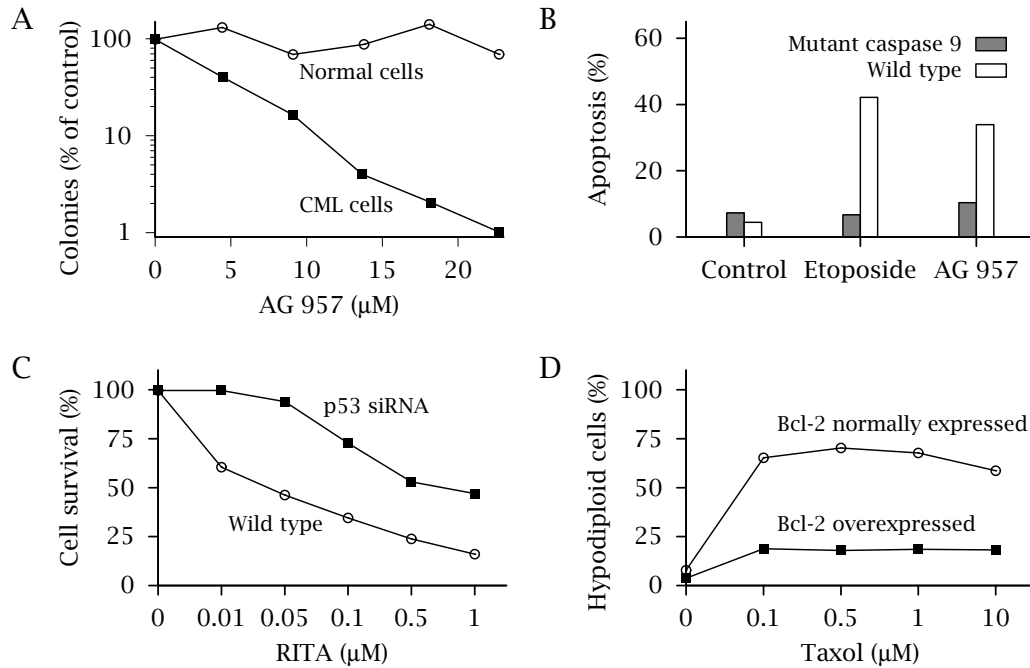 A
Colonies (% of control)
100
10
1
Normal cells
CML cells
0 5 10 15 20
AG 957 (μM)
B
Apoptosis (%)
60
40
20
0
Mutant caspase 9
Wild type
Control Etoposide AG 957
C
Cell survival (%)
100
75
50
25
0
p53 siRNA
Wild type
0 0.01 0.05 0.1 0.5 1
RITA (μM)
D
Hypodiploid cells (%)
100
75
50
25
0
Bcl-2 normally expressed
Bcl-2 overexpressed
0 0.1 0.5 1 10
Taxol (μM)